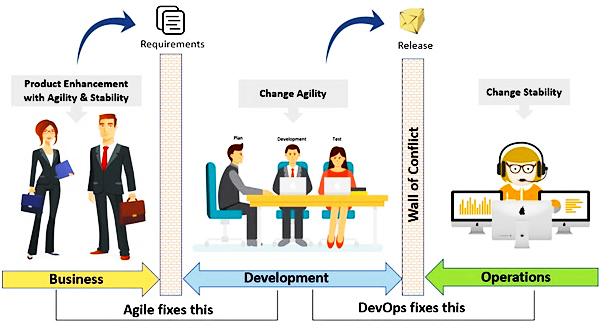 Requirements
Release
Product Enhancement
with Agility & Stability
Change Agility
Change Stability
Plan
Development
Test
Wall of Conflict
Business
Development
Operations
Agile fixes this
DevOps fixes this